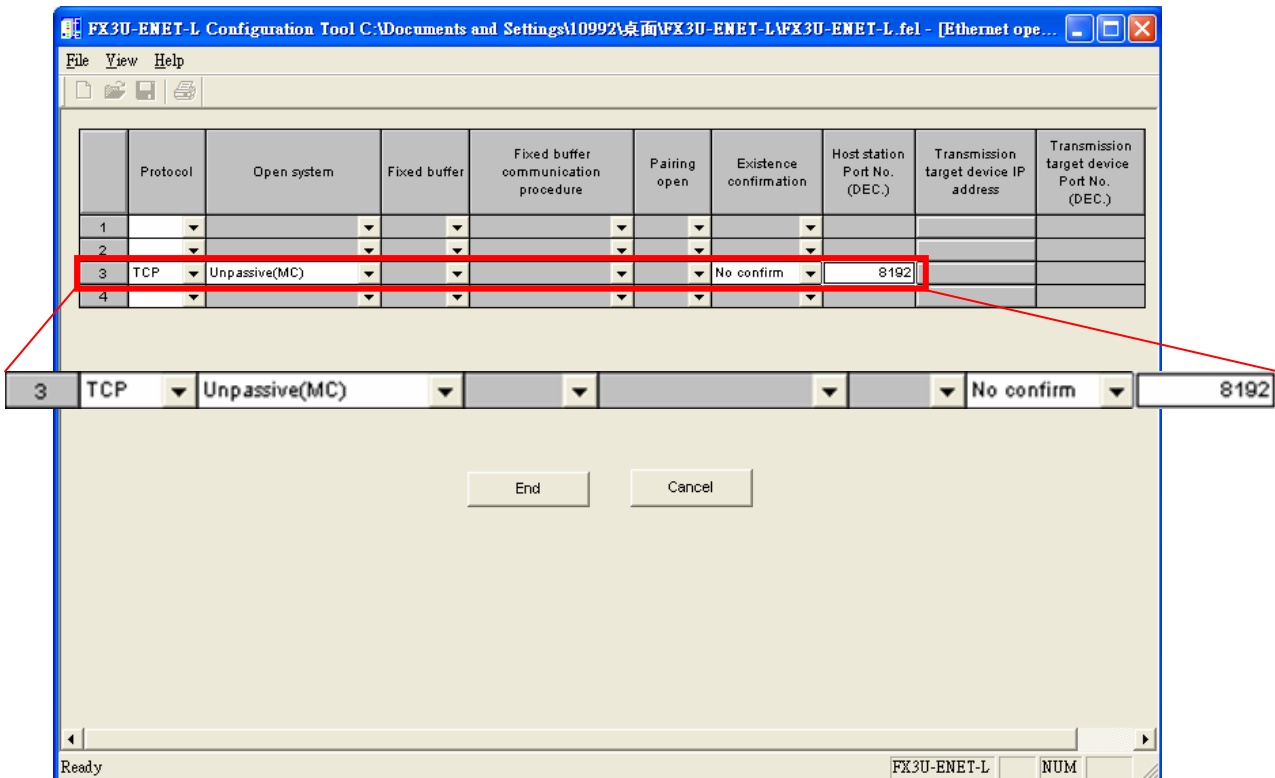 FX3U-ENET-L Configuration Tool C:\Documents and Settings\10992\桌面\FX3U-ENET-L\FX3U-ENET-L.fel - [Ethernet ope...
File View Help
Protocol Open system Fixed buffer Fixed buffer communication procedure Pairing open Existence confirmation Host station Port No. (DEC.) Transmission target device IP address Transmission target device Port No. (DEC.)
1
2
3 TCP Unpassive(MC) No confirm 8192
4
3 TCP Unpassive(MC) No confirm 8192
End Cancel
Ready FX3U-ENET-L NUM